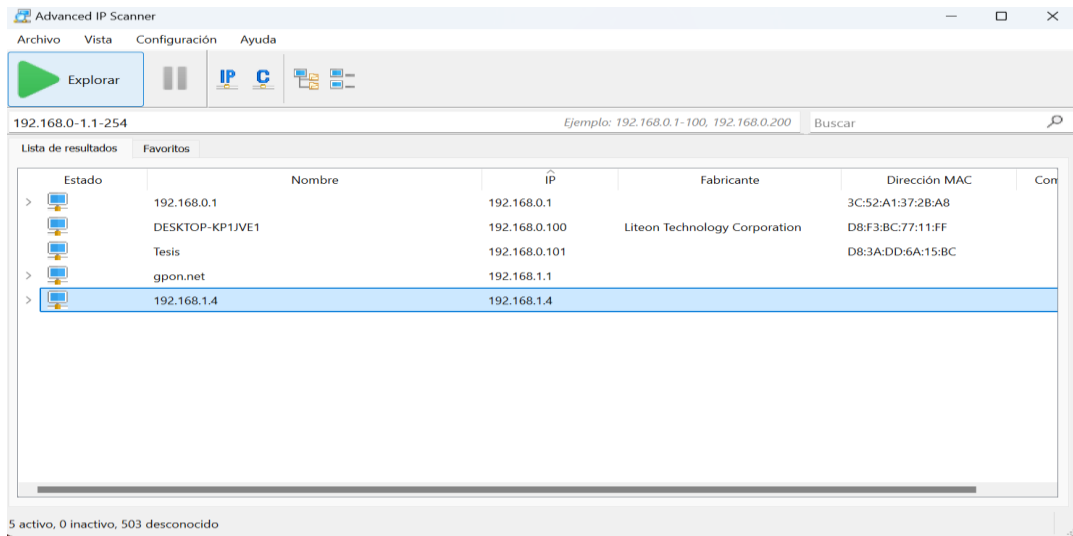 Advanced IP Scanner
Archivo Vista Configuración Ayuda
Explorar IP C
192.168.0-1.1-254 Ejemplo: 192.168.0.1-100, 192.168.0.200 Buscar
Lista de resultados Favoritos
Estado Nombre IP Fabricante Dirección MAC Com
192.168.0.1 192.168.0.1 3C:52:A1:37:2B:A8
DESKTOP-KP1JVE1 192.168.0.100 Liteon Technology Corporation D8:F3:BC:77:11:FF
Tesis 192.168.0.101 D8:3A:DD:6A:15:BC
gpon.net 192.168.1.1
192.168.1.4 192.168.1.4
5 activo, 0 inactivo, 503 desconocido